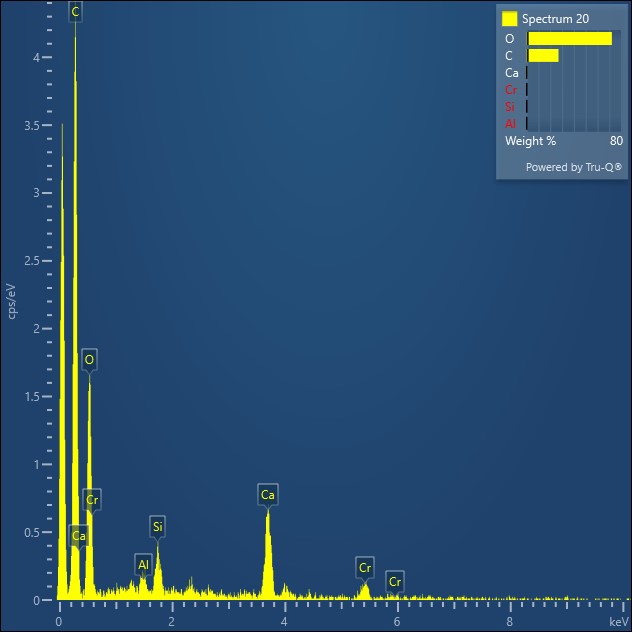 C
4
3.5
3
2.5
2
1.5
1
0.5
0
cps/eV
O
Cr
Ca
Al
Si
Ca
Cr
Cr
0 2 4 6 8 keV
Spectrum 20
O
C
Ca
Cr
Si
Al
Weight % 80
Powered by Tru-Q®